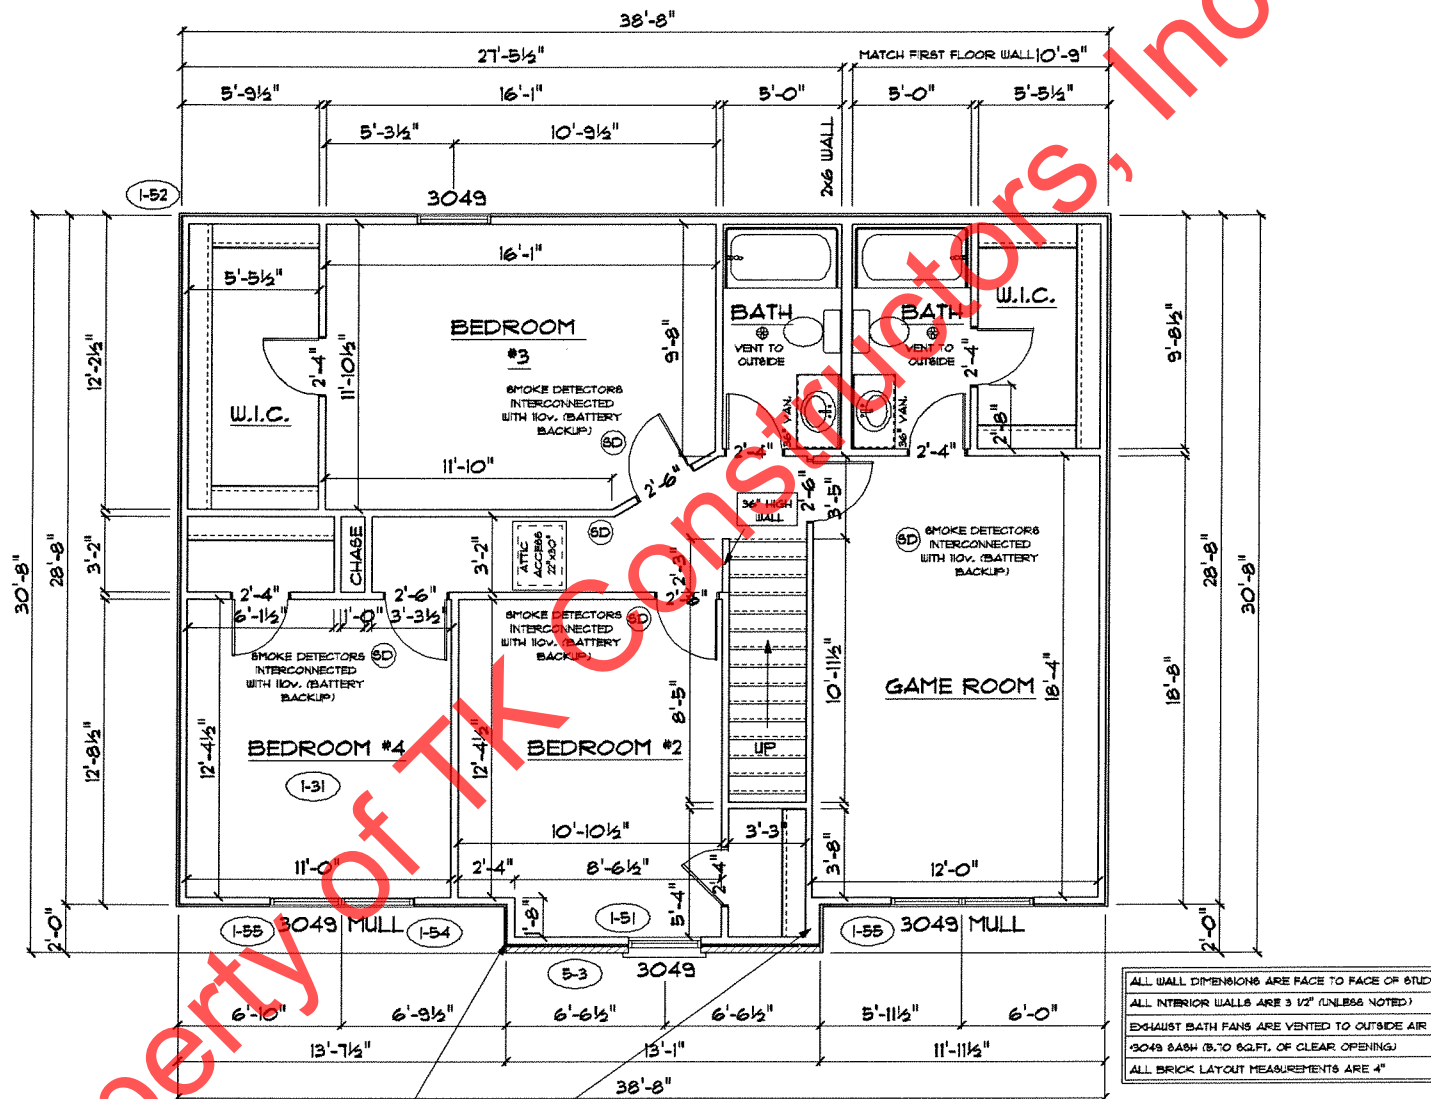 38'-8"
27'-5½"
MATCH FIRST FLOOR WALL 10'-9"
5'-9½"
16'-1"
5'-0"
5'-0"
5'-5½"
5'-3½"
10'-9½"
2X6 WALL
1-52
3049
5'-5½"
16'-1"
W.I.C.
BATH
BATH
BEDROOM
#3
9'-8"
VENT TO
OUTSIDE
VENT TO
OUTSIDE
2'-4"
9'-8½"
12'-2½"
2'-4"
11'-10½"
SMOKE DETECTORS
INTERCONNECTED
WITH 110v. (BATTERY
BACKUP)
SD
W.I.C.
36" VAN.
36" VAN.
2'-8"
11'-10"
2'-6"
2'-4"
2'-4"
2'-6"
3'-5"
36" HIGH
WALL
SD
CHASE
ATTIC
ACCESS
22"x30"
3'-2"
3'-2"
2'-3"
SD
SMOKE DETECTORS
INTERCONNECTED
WITH 110v. (BATTERY
BACKUP)
30'-8"
28'-8"
28'-8"
30'-8"
2'-4"
2'-6"
2'-6"
6'-1½"
1'-0"
3'-3½"
SMOKE DETECTORS
INTERCONNECTED
WITH 110v. (BATTERY
BACKUP)
SD
SMOKE DETECTORS
INTERCONNECTED
WITH 110v. (BATTERY
BACKUP)
SD
10'-11½"
GAME ROOM
18'-4"
18'-8"
8'-5"
12'-8½"
12'-4½"
BEDROOM #4
12'-4½"
BEDROOM #2
UP
1-31
10'-10½"
3'-3"
11'-0"
2'-4"
8'-6½"
2'-4"
3'-8"
12'-0"
1'-8"
1-51
5'-4"
2'-0"
1-55
3049 MULL
1-54
1-55
3049 MULL
2'-0"
5-3
3049
6'-10"
6'-9½"
6'-6½"
6'-6½"
5'-11½"
6'-0"
13'-7½"
13'-1"
11'-11½"
38'-8"
ALL WALL DIMENSIONS ARE FACE TO FACE OF STUD
ALL INTERIOR WALLS ARE 3 1/2" (UNLESS NOTED)
EXHAUST BATH FANS ARE VENTED TO OUTSIDE AIR
*3049 SASH (5.70 SQ.FT. OF CLEAR OPENING)
ALL BRICK LAYOUT MEASUREMENTS ARE 4"
perty of TK Constructors, Inc